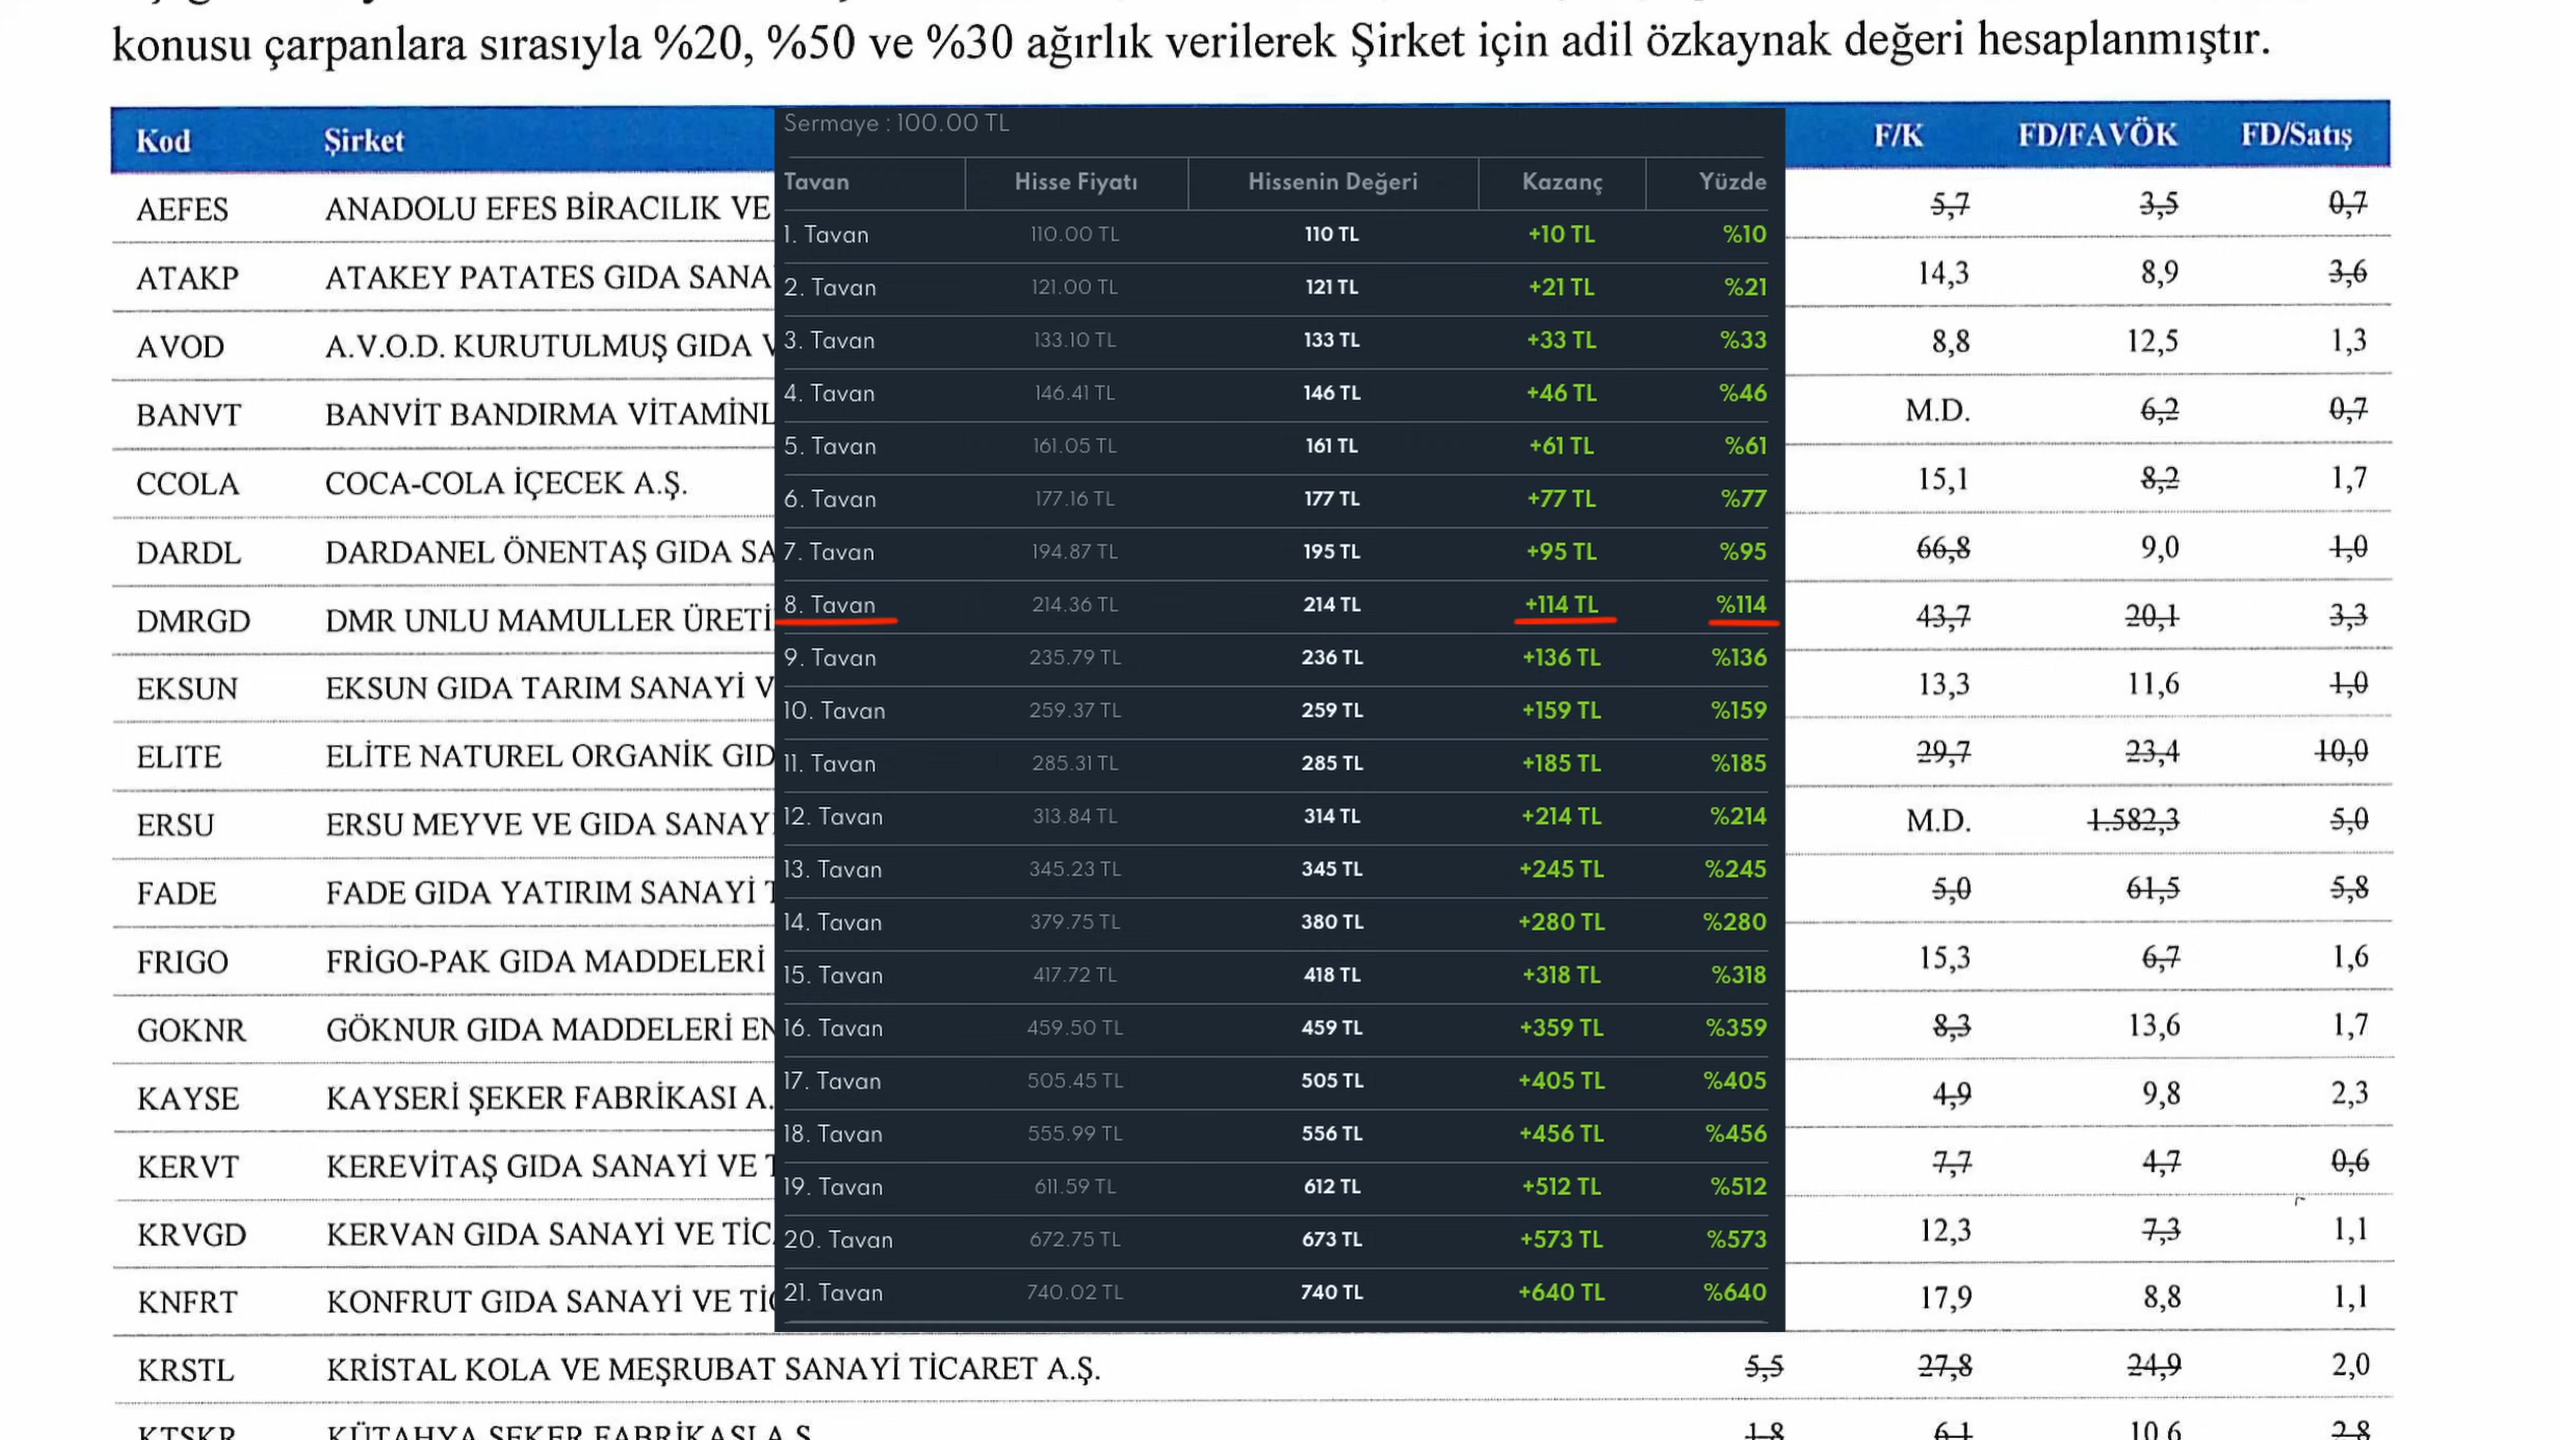 konusu çarpanlara sırasıyla %20, %50 ve %30 ağırlık verilerek Şirket için adil özkaynak değeri hesaplanmıştır.
Kod Şirket F/K FD/FAVÖK FD/Satış
AEFES ANADOLU EFES BİRACILIK VE 5,7 3,5 0,7
ATAKP ATAKEY PATATES GIDA SANA 14,3 8,9 3,6
AVOD A.V.O.D. KURUTULMUŞ GIDA 8,8 12,5 1,3
BANVT BANVİT BANDIRMA VİTAMİNL M.D. 6,2 0,7
CCOLA COCA-COLA İÇECEK A.Ş. 15,1 8,2 1,7
DARDL DARDANEL ÖNENTAŞ GIDA SA 66,8 9,0 1,0
DMRGD DMR UNLU MAMULLER ÜRETİ 43,7 20,1 3,3
EKSUN EKSUN GIDA TARIM SANAYİ V 13,3 11,6 1,0
ELITE ELİTE NATUREL ORGANİK GID 29,7 23,4 10,0
ERSU ERSU MEYVE VE GIDA SANAY M.D. 1.582,3 5,0
FADE FADE GIDA YATIRIM SANAYİ 5,0 61,5 5,8
FRIGO FRİGO-PAK GIDA MADDELERİ 15,3 6,7 1,6
GOKNR GÖKNUR GIDA MADDELERİ EN 8,3 13,6 1,7
KAYSE KAYSERİ ŞEKER FABRİKASI A. 4,9 9,8 2,3
KERVT KEREVİTAŞ GIDA SANAYİ VE 7,7 4,7 0,6
KRVGD KERVAN GIDA SANAYİ VE TİC 12,3 7,3 1,1
KNFRT KONFRUT GIDA SANAYİ VE Tİ 17,9 8,8 1,1
KRSTL KRİSTAL KOLA VE MEŞRUBAT SANAYİ TİCARET A.Ş. 5,5 27,8 24,9 2,0
KTSKR KÜTAHYA ŞEKER FABRİKASI A.Ş. 1,8 6,1 10,6 2,8
Sermaye : 100.00 TL
Tavan Hisse Fiyatı Hissenin Değeri Kazanç Yüzde
1. Tavan 110.00 TL 110 TL +10 TL %10
2. Tavan 121.00 TL 121 TL +21 TL %21
3. Tavan 133.10 TL 133 TL +33 TL %33
4. Tavan 146.41 TL 146 TL +46 TL %46
5. Tavan 161.05 TL 161 TL +61 TL %61
6. Tavan 177.16 TL 177 TL +77 TL %77
7. Tavan 194.87 TL 195 TL +95 TL %95
8. Tavan 214.36 TL 214 TL +114 TL %114
9. Tavan 235.79 TL 236 TL +136 TL %136
10. Tavan 259.37 TL 259 TL +159 TL %159
11. Tavan 285.31 TL 285 TL +185 TL %185
12. Tavan 313.84 TL 314 TL +214 TL %214
13. Tavan 345.23 TL 345 TL +245 TL %245
14. Tavan 379.75 TL 380 TL +280 TL %280
15. Tavan 417.72 TL 418 TL +318 TL %318
16. Tavan 459.50 TL 459 TL +359 TL %359
17. Tavan 505.45 TL 505 TL +405 TL %405
18. Tavan 555.99 TL 556 TL +456 TL %456
19. Tavan 611.59 TL 612 TL +512 TL %512
20. Tavan 672.75 TL 673 TL +573 TL %573
21. Tavan 740.02 TL 740 TL +640 TL %640